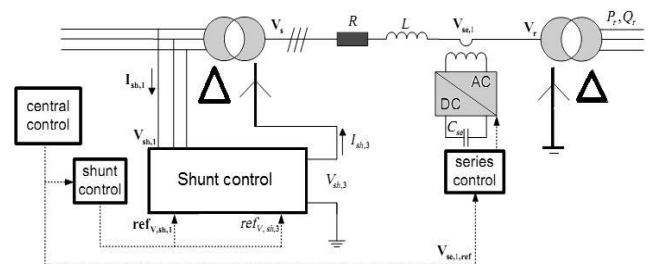 V_s
R
L
V_se,1
V_r
P_r, Q_r
I_sh,1
AC
DC
C_se
central
control
V_sh,1
I_sh,3
shunt
control
Shunt control
V_sh,3
series
control
ref_V,sh,1
ref_V,sh,3
V_se,1,ref